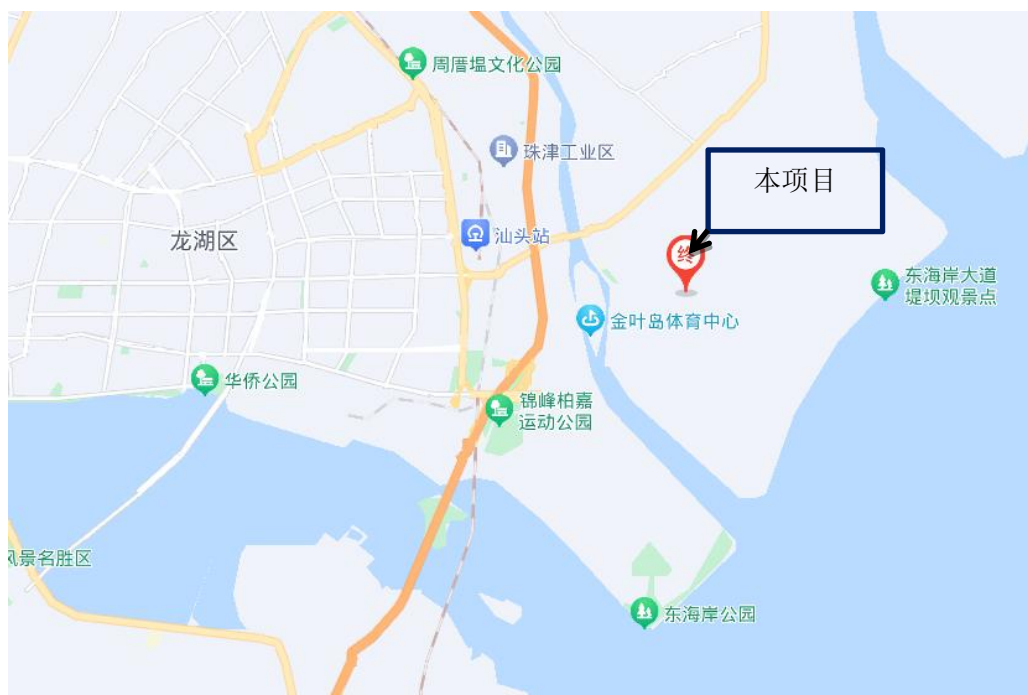 周厝塭文化公园
珠津工业区
本项目
龙湖区
汕头站
终
东海岸大道
堤坝观景点
金叶岛体育中心
华侨公园
锦峰柏嘉
运动公园
风景名胜区
东海岸公园